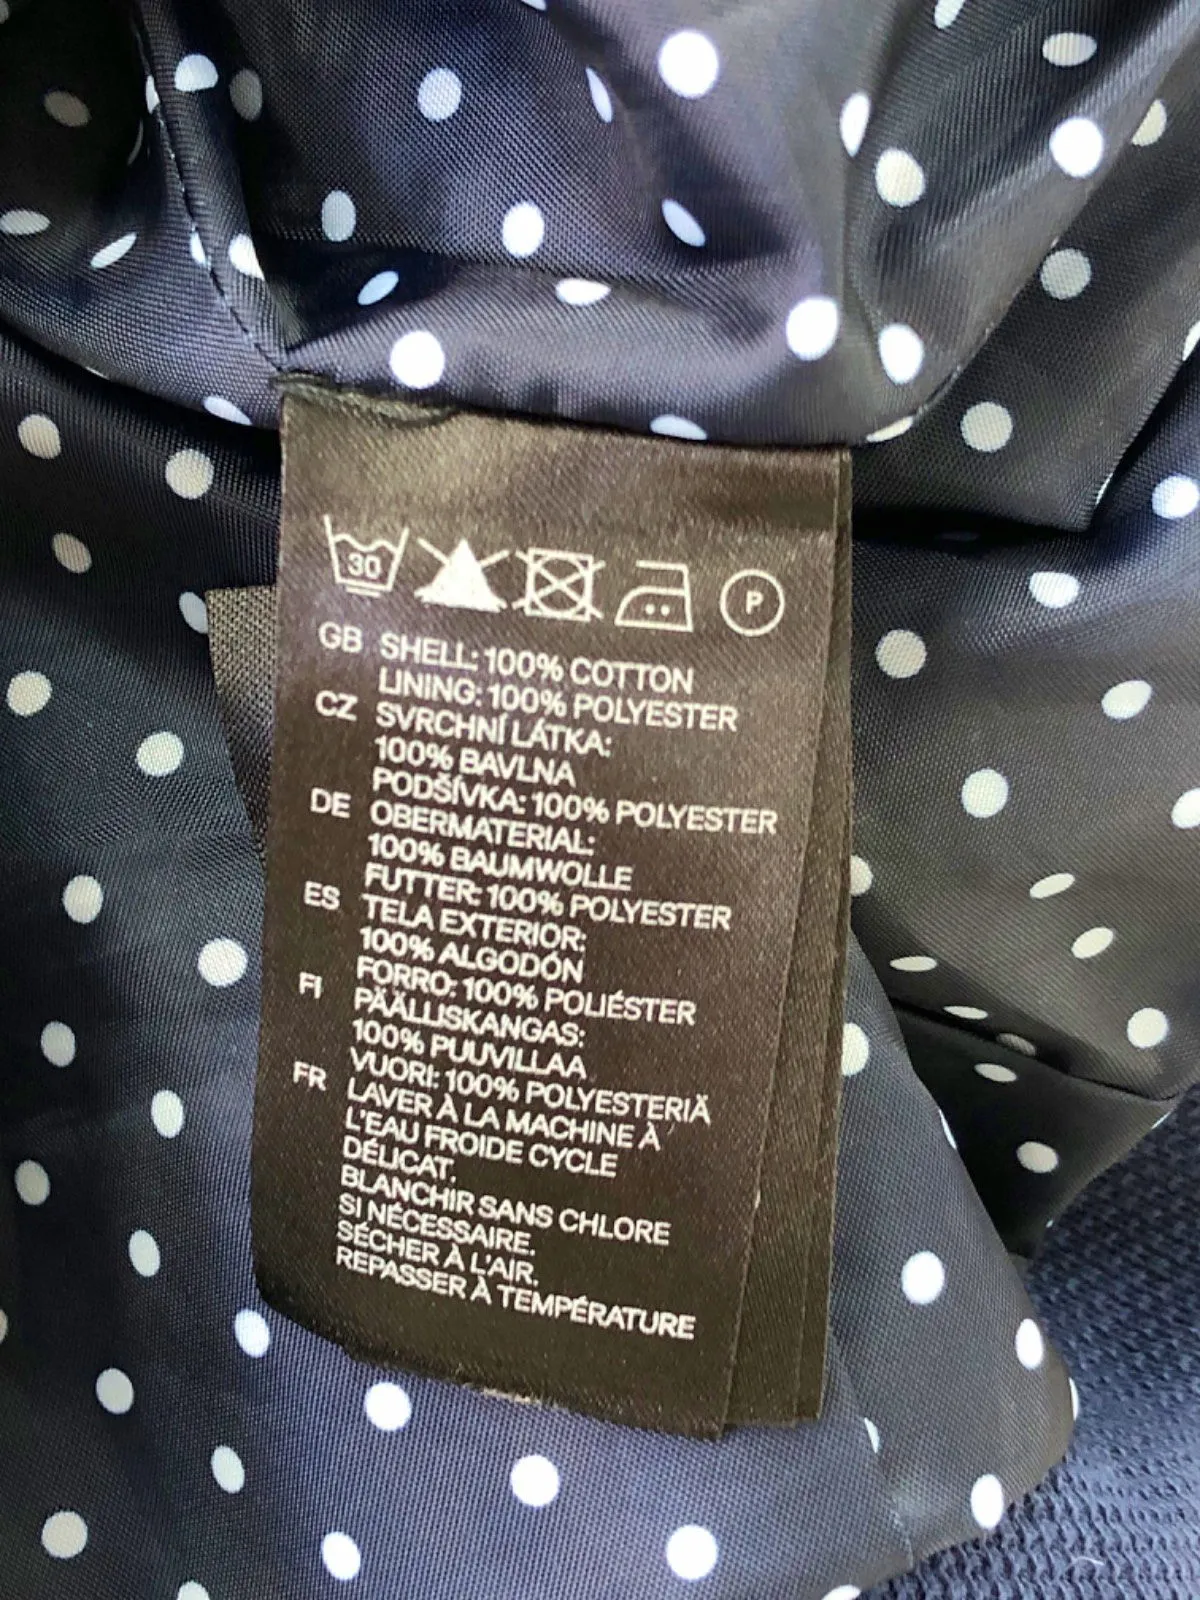 30 P
GB SHELL: 100% COTTON
LINING: 100% POLYESTER
CZ SVRCHNÍ LÁTKA:
100% BAVLNA
PODŠÍVKA: 100% POLYESTER
DE OBERMATERIAL:
100% BAUMWOLLE
FUTTER: 100% POLYESTER
ES TELA EXTERIOR:
100% ALGODÓN
FORRO: 100% POLIÉSTER
FI PÄÄLLISKANGAS:
100% PUUVILLAA
VUORI: 100% POLYESTERIÄ
FR LAVER À LA MACHINE À
L'EAU FROIDE CYCLE
DÉLICAT.
BLANCHIR SANS CHLORE
SI NÉCESSAIRE.
SÉCHER À L'AIR.
REPASSER À TEMPÉRATURE